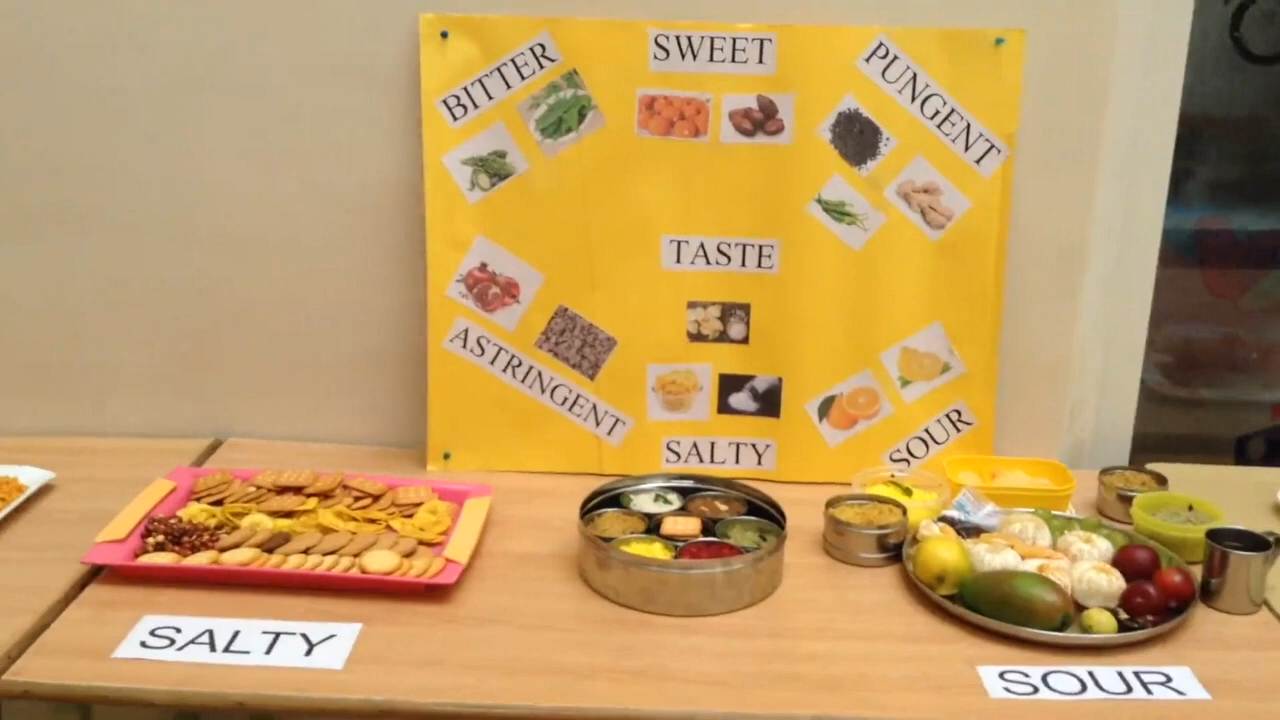 BITTER
SWEET
PUNGENT
TASTE
ASTRINGENT
SALTY
SOUR
SALTY
SOUR